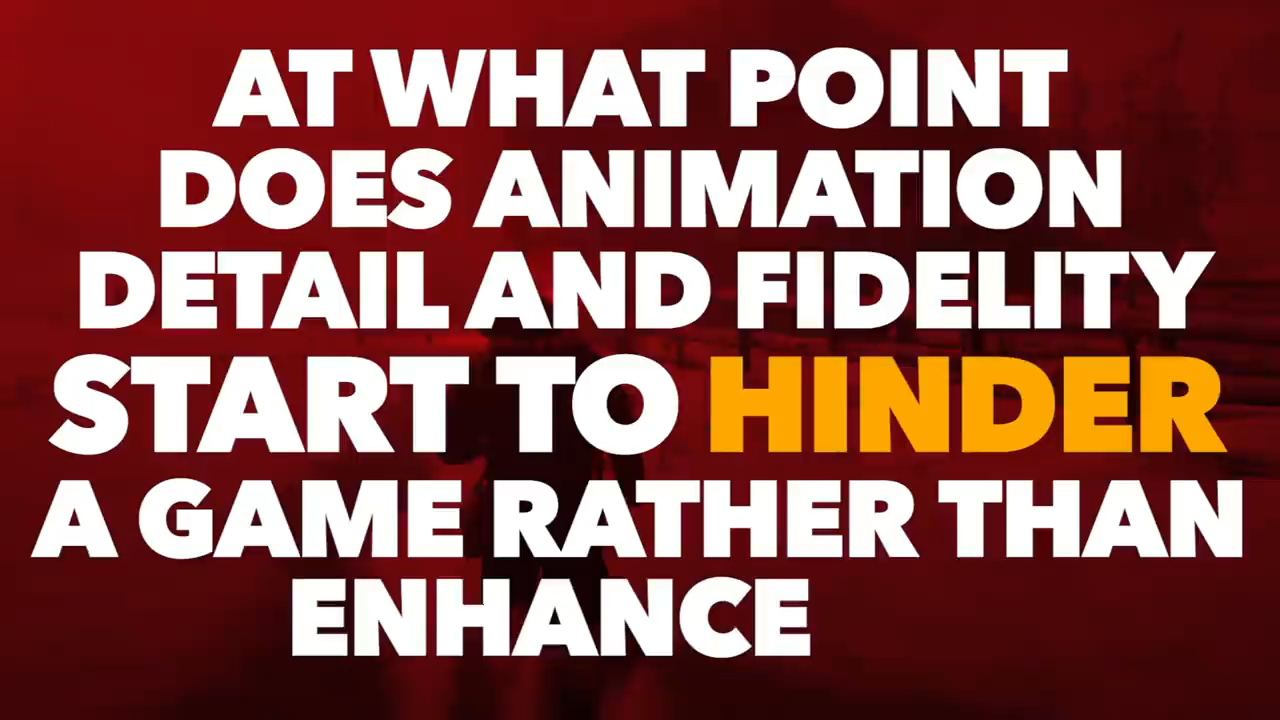 AT WHAT POINT
DOES ANIMATION
DETAIL AND FIDELITY
START TO HINDER
A GAME RATHER THAN
ENHANCE